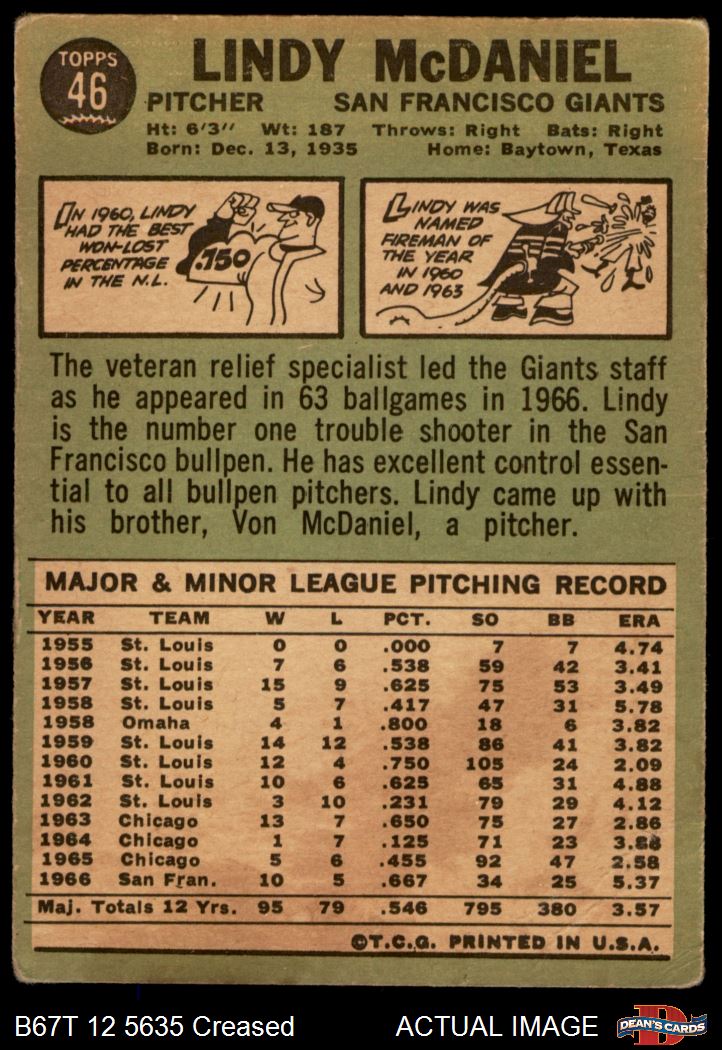 TOPPS
46
LINDY McDANIEL
PITCHER SAN FRANCISCO GIANTS
Ht: 6'3" Wt: 187 Throws: Right Bats: Right
Born: Dec. 13, 1935 Home: Baytown, Texas
IN 1960, LINDY
HAD THE BEST
WON-LOST
PERCENTAGE
IN THE N.L.
.750
LINDY WAS
NAMED
FIREMAN OF
THE YEAR
IN 1960
AND 1963
The veteran relief specialist led the Giants staff
as he appeared in 63 ballgames in 1966. Lindy
is the number one trouble shooter in the San
Francisco bullpen. He has excellent control essen-
tial to all bullpen pitchers. Lindy came up with
his brother, Von McDaniel, a pitcher.
MAJOR & MINOR LEAGUE PITCHING RECORD
YEAR TEAM W L PCT. SO BB ERA
1955 St. Louis 0 0 .000 7 7 4.74
1956 St. Louis 7 6 .538 59 42 3.41
1957 St. Louis 15 9 .625 75 53 3.49
1958 St. Louis 5 7 .417 47 31 5.78
1958 Omaha 4 1 .800 18 6 3.82
1959 St. Louis 14 12 .538 86 41 3.82
1960 St. Louis 12 4 .750 105 24 2.09
1961 St. Louis 10 6 .625 65 31 4.88
1962 St. Louis 3 10 .231 79 29 4.12
1963 Chicago 13 7 .650 75 27 2.86
1964 Chicago 1 7 .125 71 23 3.88
1965 Chicago 5 6 .455 92 47 2.58
1966 San Fran. 10 5 .667 34 25 5.37
Maj. Totals 12 Yrs. 95 79 .546 795 380 3.57
©T.C.G. PRINTED IN U.S.A.
B67T 12 5635 Creased ACTUAL IMAGE
DEAN'S CARDS